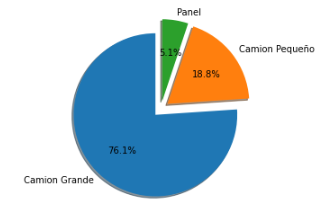 Panel
5.1%
Camion Pequeño
18.8%
76.1%
Camion Grande